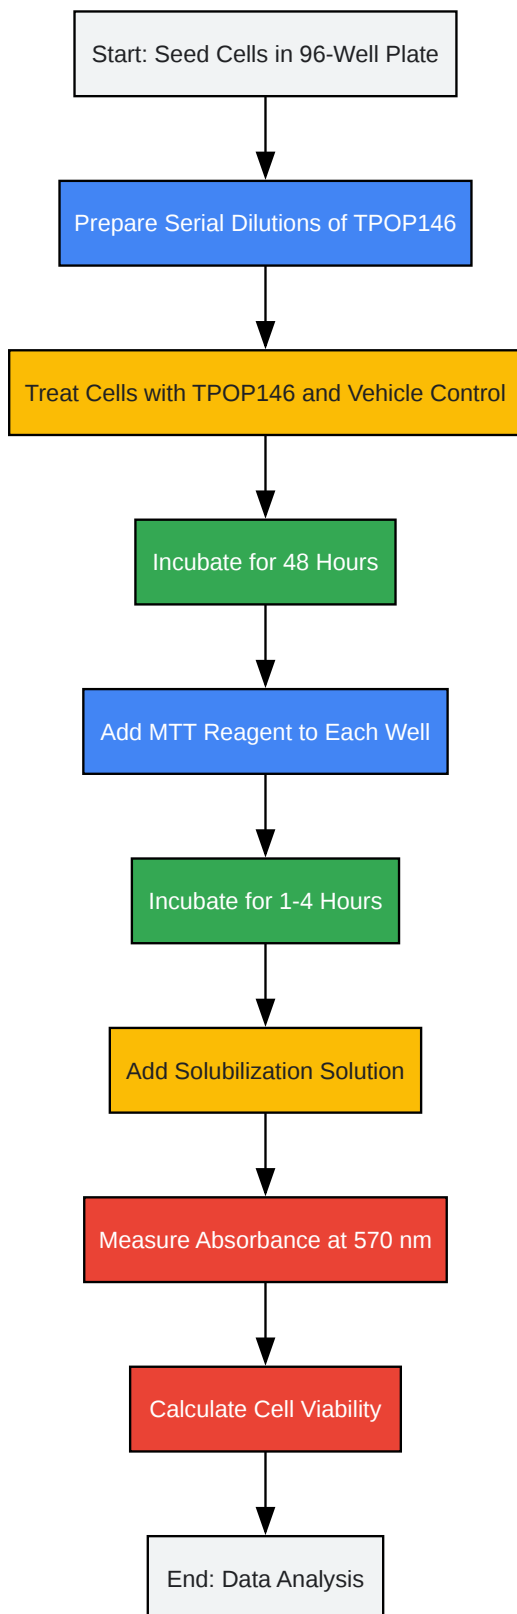 Start: Seed Cells in 96-Well Plate
Prepare Serial Dilutions of TPOP146
Treat Cells with TPOP146 and Vehicle Control
Incubate for 48 Hours
Add MTT Reagent to Each Well
Incubate for 1-4 Hours
Add Solubilization Solution
Measure Absorbance at 570 nm
Calculate Cell Viability
End: Data Analysis